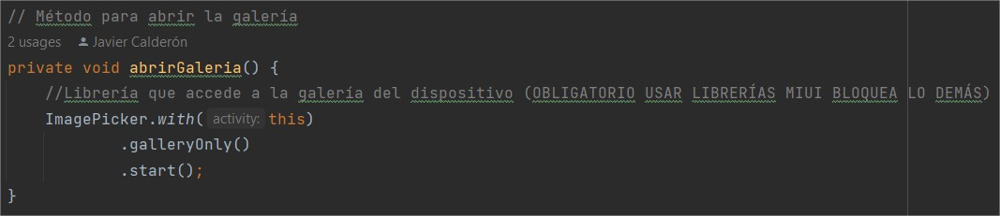 // Método para abrir la galería
2 usages Javier Calderón
private void abrirGaleria() {
//Librería que accede a la galería del dispositivo (OBLIGATORIO USAR LIBRERÍAS MIUI BLOQUEA LO DEMÁS)
ImagePicker.with( activity: this)
.galleryOnly()
.start();
}